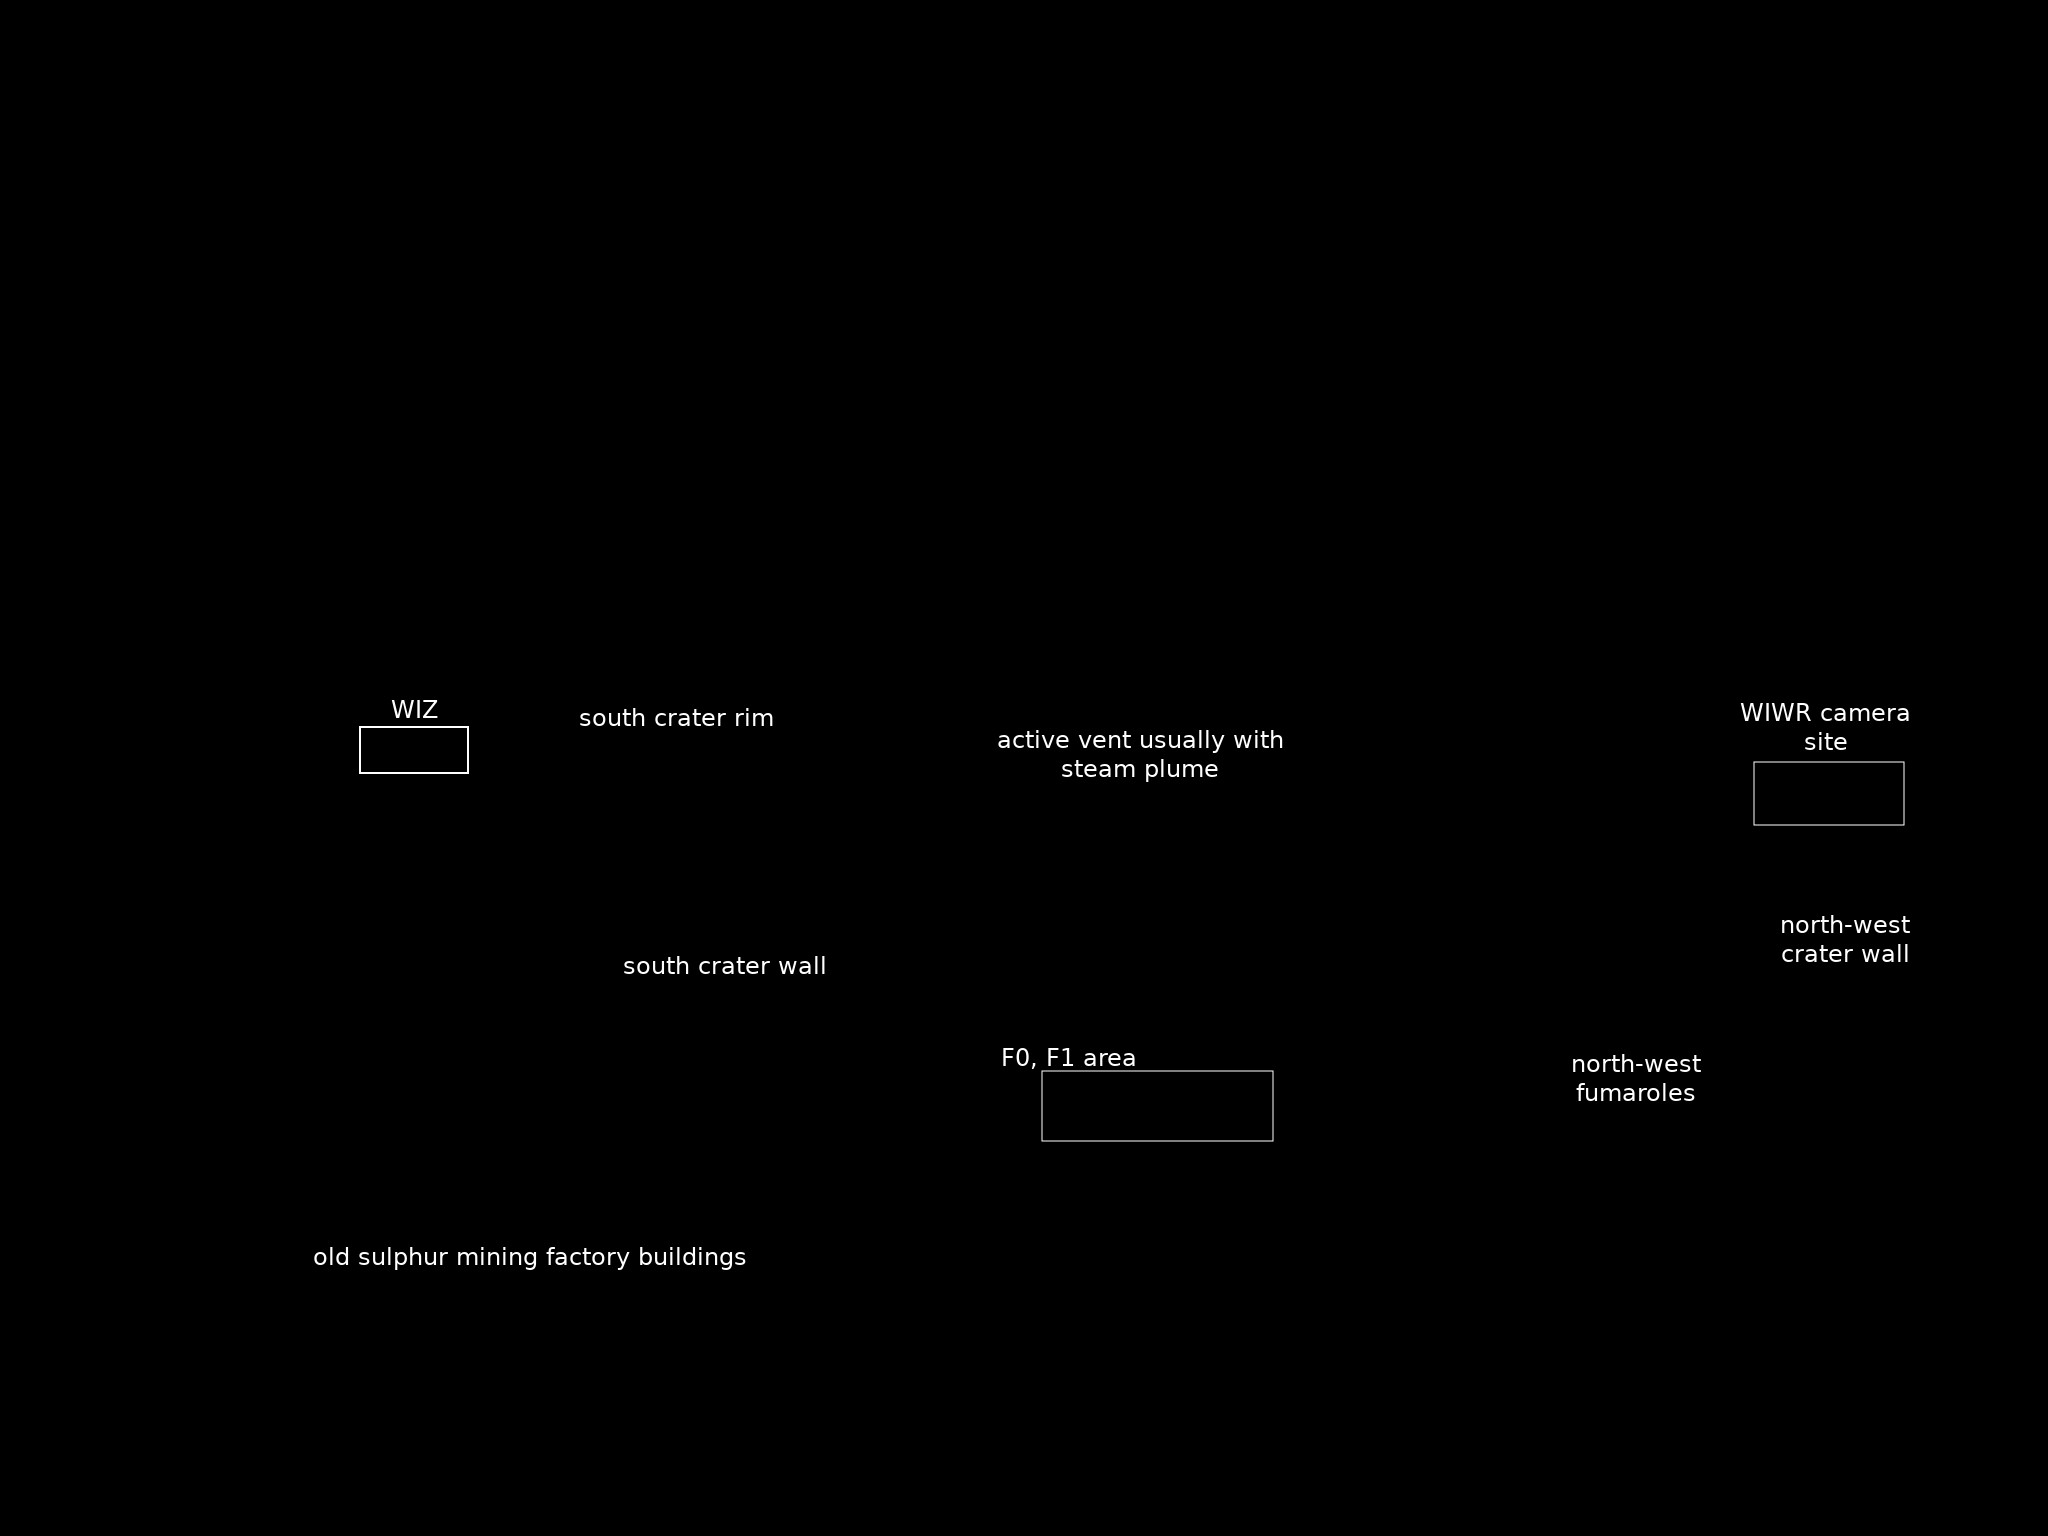 WIZ
south crater rim
active vent usually with
steam plume
WIWR camera
site
north-west
crater wall
south crater wall
F0, F1 area
north-west
fumaroles
old sulphur mining factory buildings